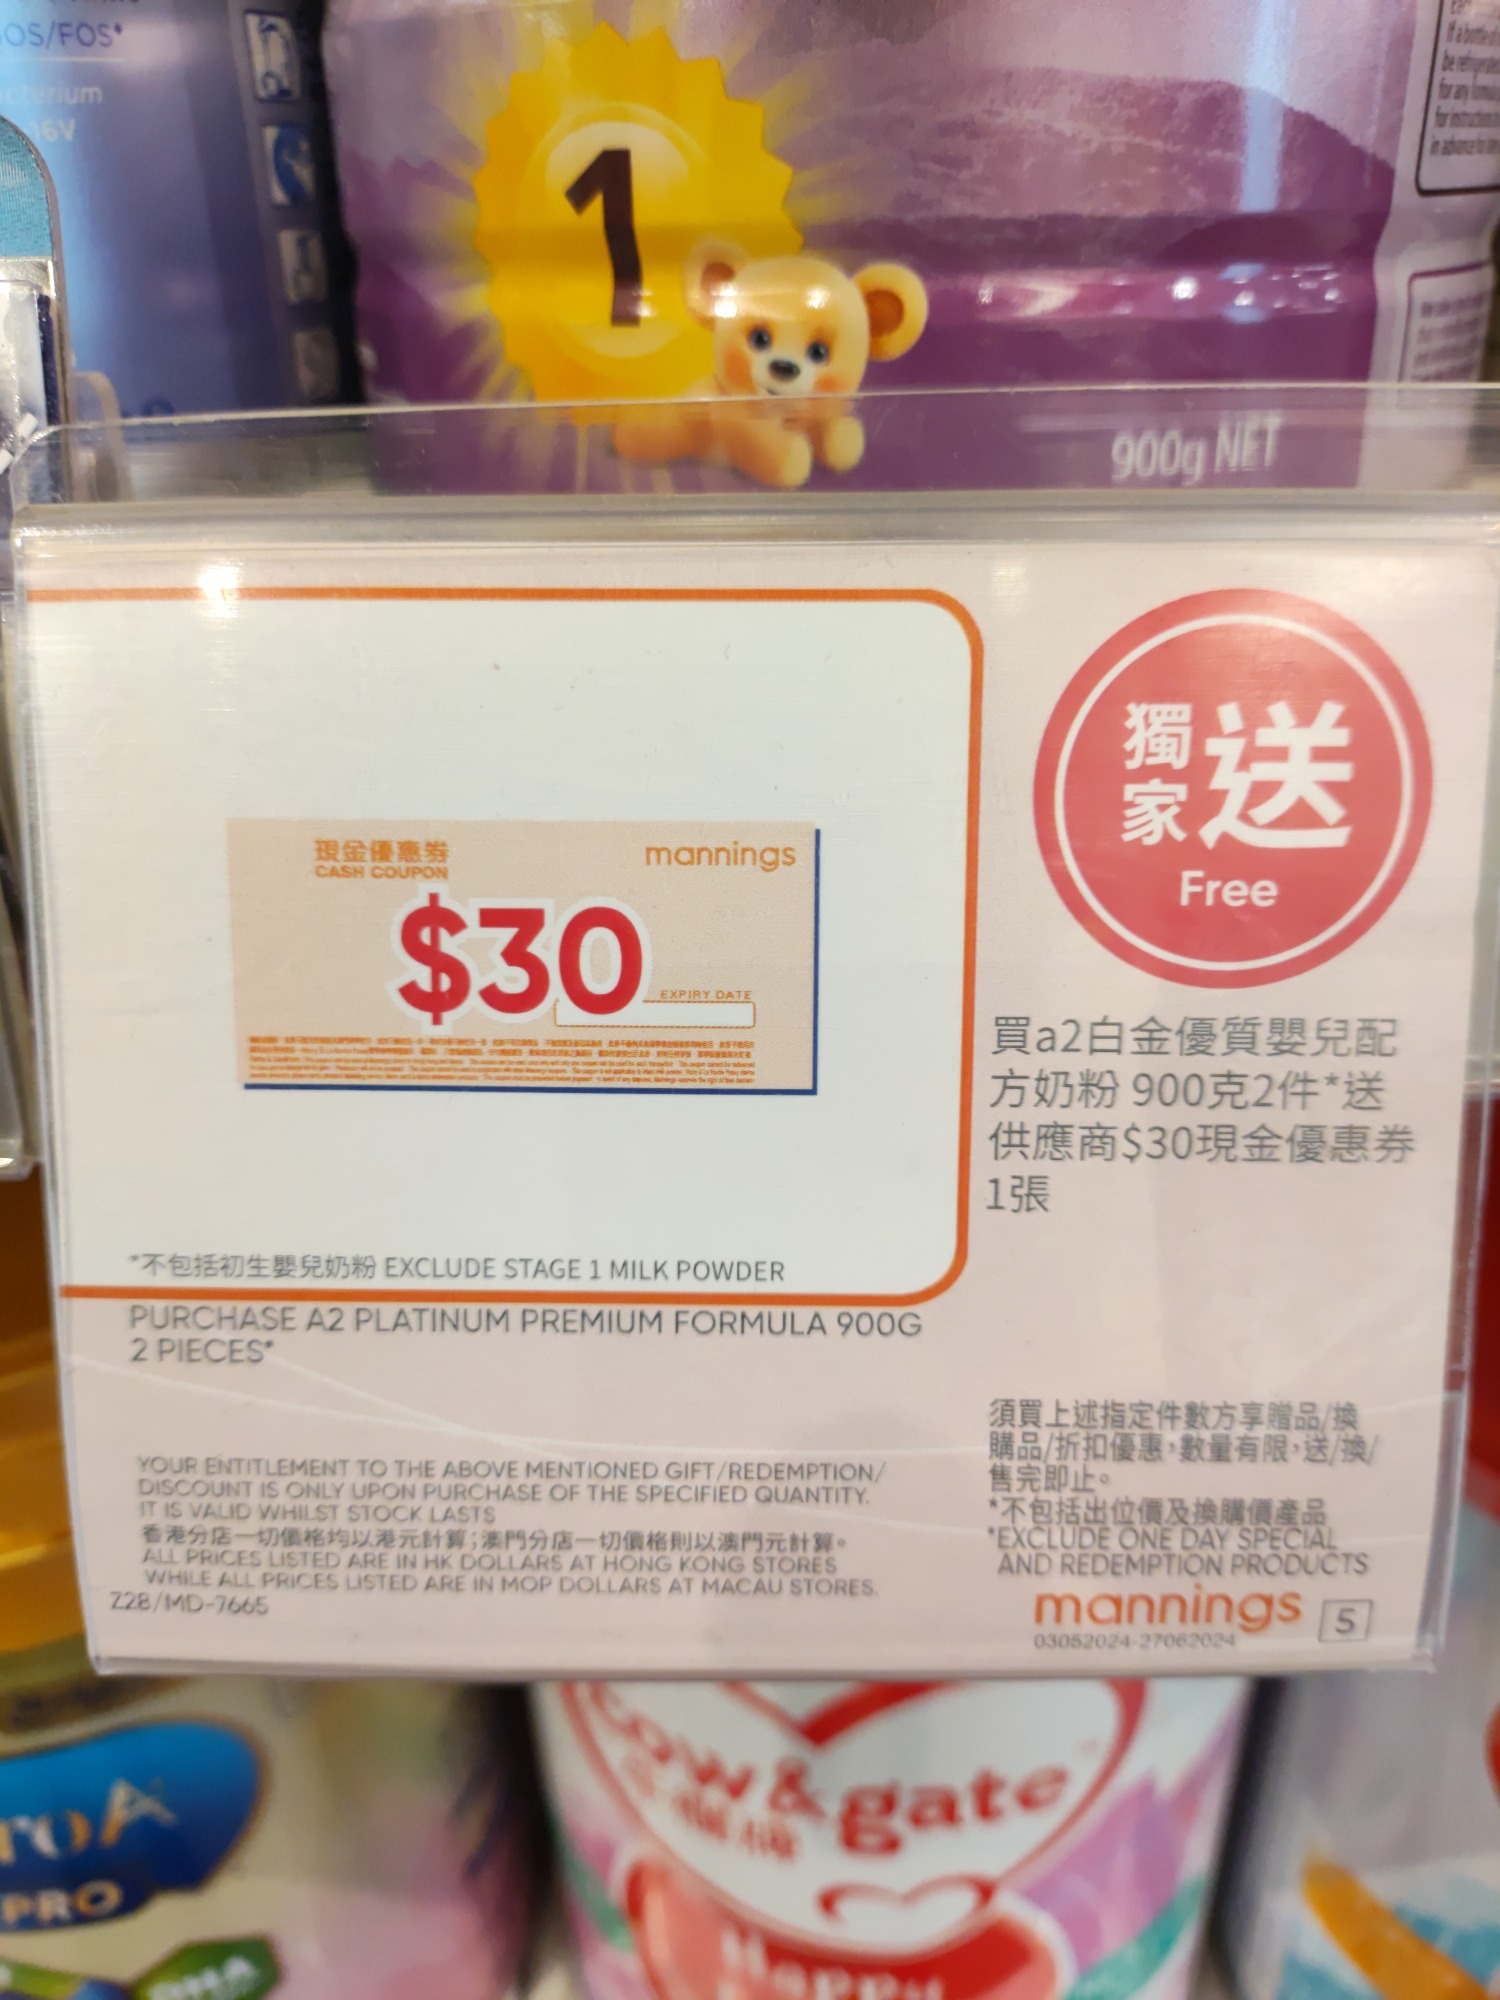 OS/FOS
16V
1
900g NET
獨家送
Free
現金優惠券
CASH COUPON
mannings
$30
EXPIRY DATE
買a2白金優質嬰兒配
方奶粉 900克2件*送
供應商$30現金優惠券
1張
*不包括初生嬰兒奶粉 EXCLUDE STAGE 1 MILK POWDER
PURCHASE A2 PLATINUM PREMIUM FORMULA 900G
2 PIECES*
YOUR ENTITLEMENT TO THE ABOVE MENTIONED GIFT/REDEMPTION/
DISCOUNT IS ONLY UPON PURCHASE OF THE SPECIFIED QUANTITY.
IT IS VALID WHILST STOCK LASTS
香港分店一切價格均以港元計算;澳門分店一切價格則以澳門元計算。
ALL PRICES LISTED ARE IN HK DOLLARS AT HONG KONG STORES
WHILE ALL PRICES LISTED ARE IN MOP DOLLARS AT MACAU STORES.
Z28/MD-7665
須買上述指定件數方享贈品/換
購品/折扣優惠,數量有限,送/換/
售完即止。
*不包括出位價及換購價產品
*EXCLUDE ONE DAY SPECIAL
AND REDEMPTION PRODUCTS
mannings 5
03052024-27062024
cow&gate
Happy
PRO
DHA